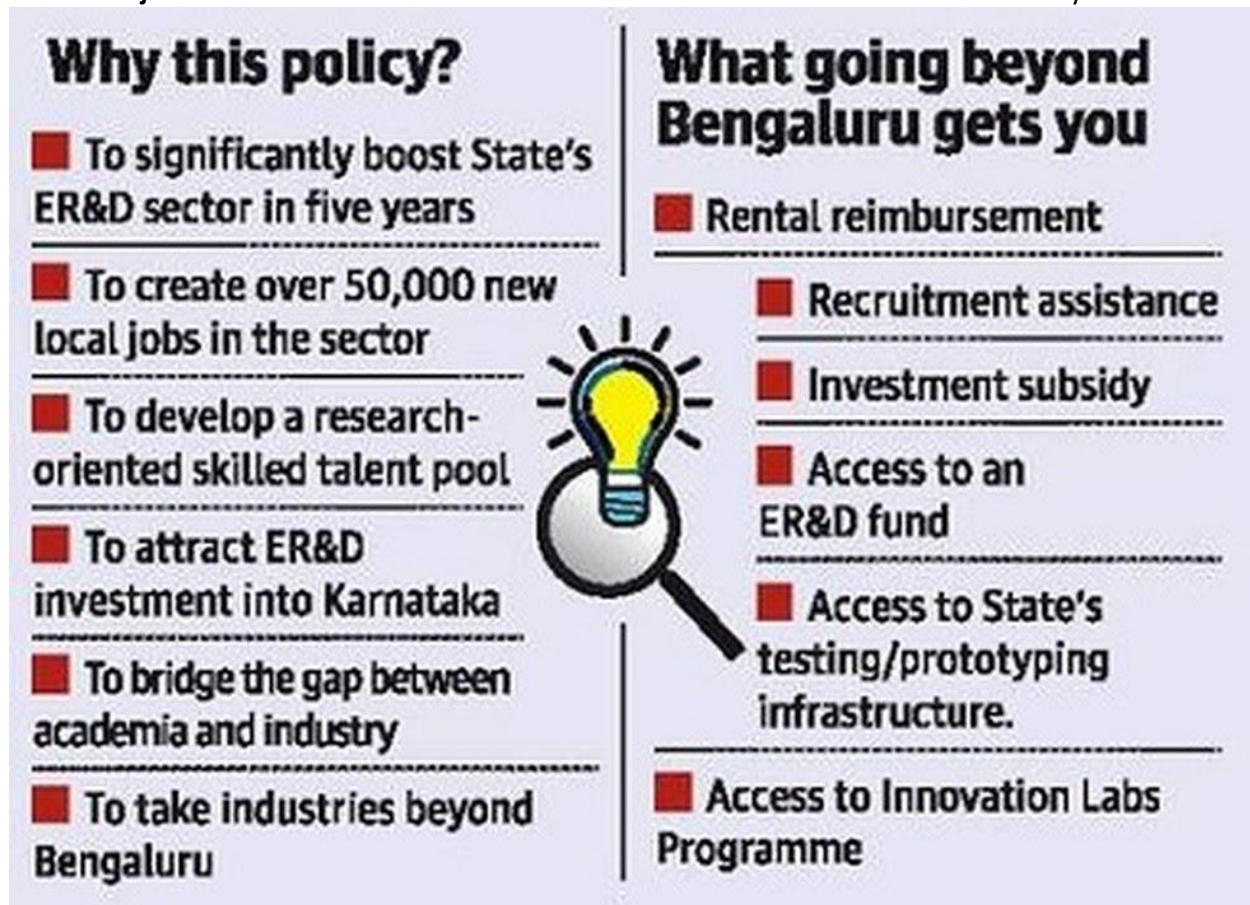 Why this policy?
To significantly boost State's
ER&D sector in five years
To create over 50,000 new
local jobs in the sector
To develop a research-
oriented skilled talent pool
To attract ER&D
investment into Karnataka
To bridge the gap between
academia and industry
To take industries beyond
Bengaluru
What going beyond
Bengaluru gets you
Rental reimbursement
Recruitment assistance
Investment subsidy
Access to an
ER&D fund
Access to State's
testing/prototyping
infrastructure.
Access to Innovation Labs
Programme